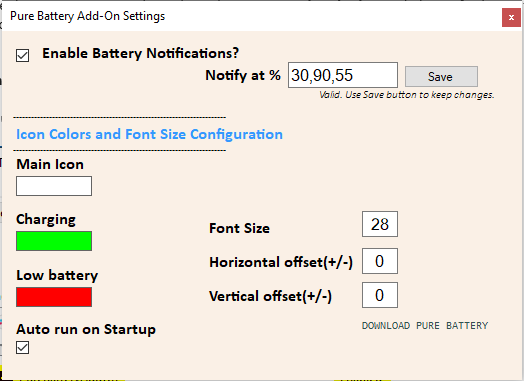 Pure Battery Add-On Settings
x
Enable Battery Notifications?
Notify at % 30,90,55 Save
Valid. Use Save button to keep changes.
Icon Colors and Font Size Configuration
Main Icon
Charging
Font Size 28
Horizontal offset(+/-) 0
Low battery
Vertical offset(+/-) 0
Auto run on Startup
DOWNLOAD PURE BATTERY